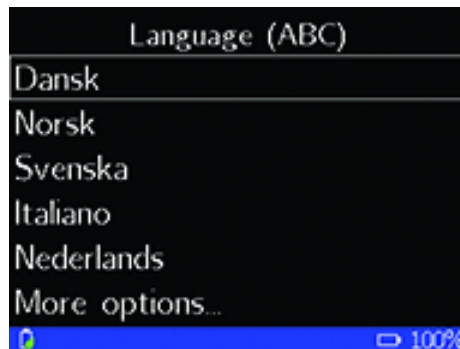 Language (ABC)
Dansk
Norsk
Svenska
Italiano
Nederlands
More options...
100%